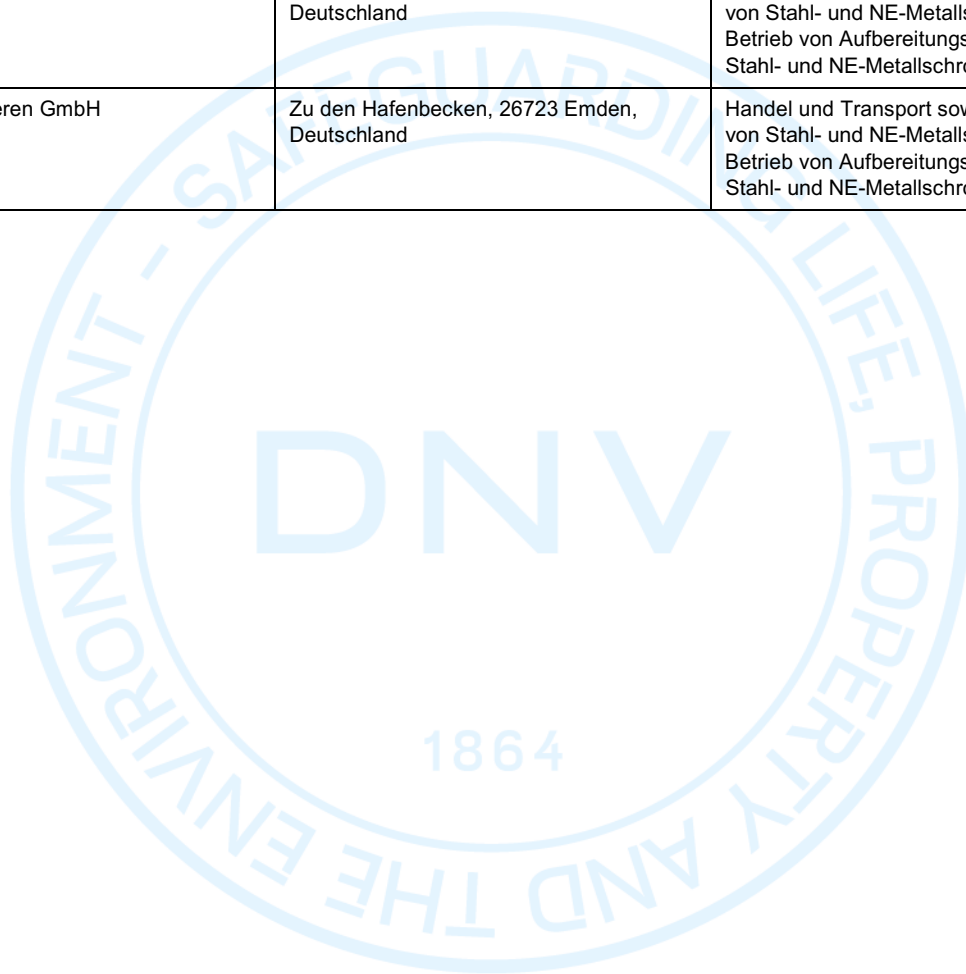 Deutschland
von Stahl- und NE-Metalls
Betrieb von Aufbereitungs
Stahl- und NE-Metallschro
eren GmbH
Zu den Hafenbecken, 26723 Emden,
Deutschland
Handel und Transport sow
von Stahl- und NE-Metalls
Betrieb von Aufbereitungs
Stahl- und NE-Metallschro
SAFEGUARDING LIFE, PROPERTY AND THE ENVIRONMENT -
DNV
1864